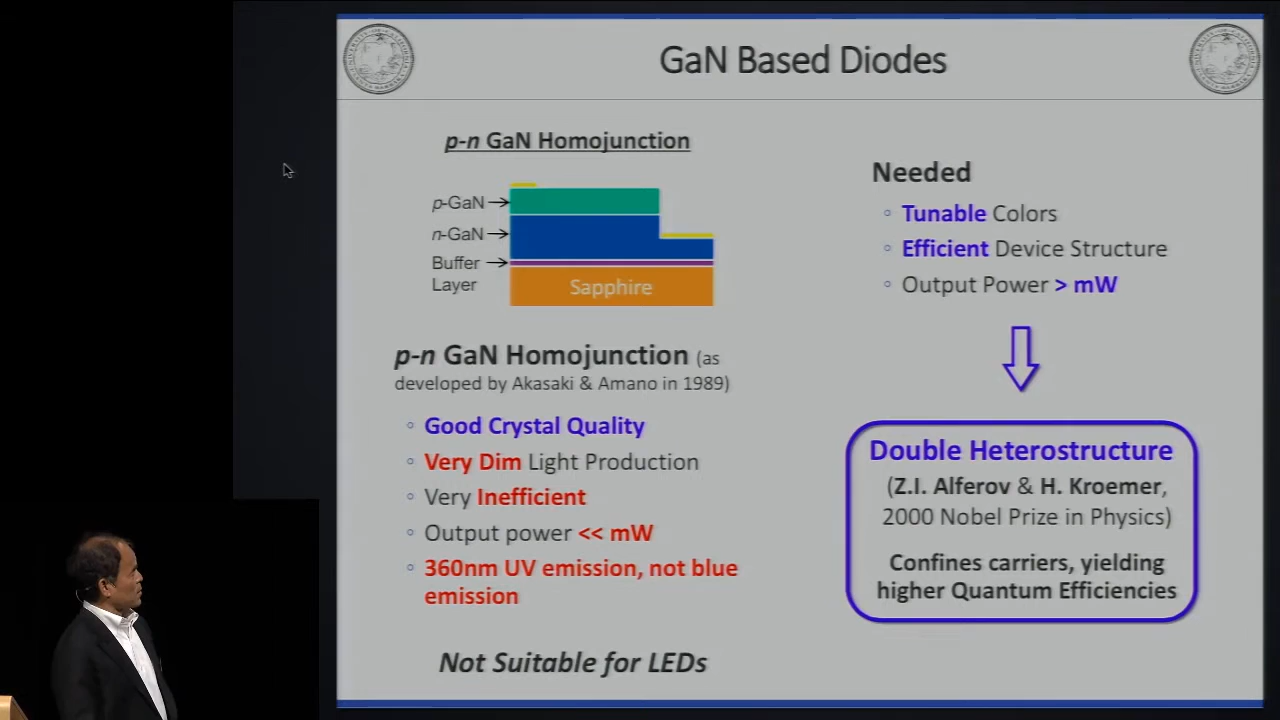 GaN Based Diodes
p-n GaN Homojunction
p-GaN
n-GaN
Buffer
Layer
Sapphire
p-n GaN Homojunction (as
developed by Akasaki & Amano in 1989)
Good Crystal Quality
Very Dim Light Production
Very Inefficient
Output power << mW
360nm UV emission, not blue
emission
Not Suitable for LEDs
Needed
Tunable Colors
Efficient Device Structure
Output Power > mW
Double Heterostructure
(Z.I. Alferov & H. Kroemer,
2000 Nobel Prize in Physics)
Confines carriers, yielding
higher Quantum Efficiencies